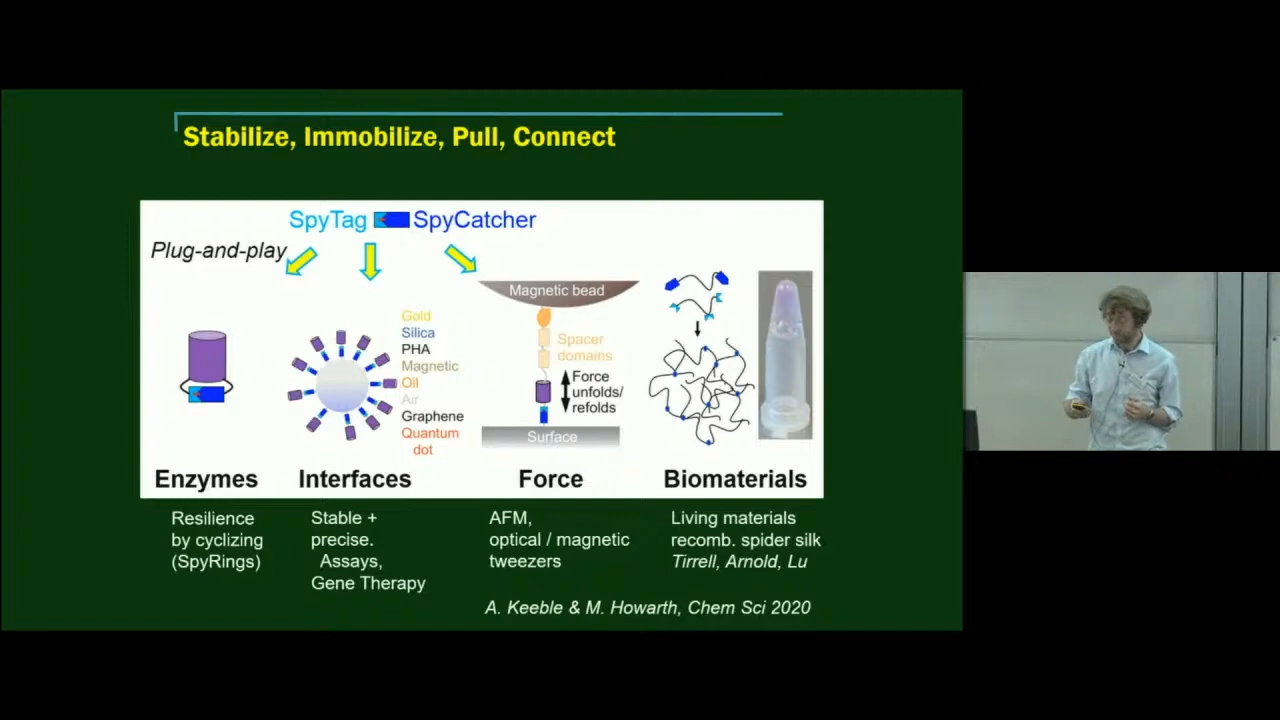 Stabilize, Immobilize, Pull, Connect
SpyTag SpyCatcher
Plug-and-play
Gold
Silica
PHA
Magnetic
Oil
Air
Graphene
Quantum
dot
Magnetic bead
Spacer
domains
Force
unfolds/
refolds
Surface
Enzymes
Interfaces
Force
Biomaterials
Resilience
by cyclizing
(SpyRings)
Stable +
precise.
Assays,
Gene Therapy
AFM,
optical / magnetic
tweezers
Living materials
recomb. spider silk
Tirrell, Arnold, Lu
A. Keeble & M. Howarth, Chem Sci 2020